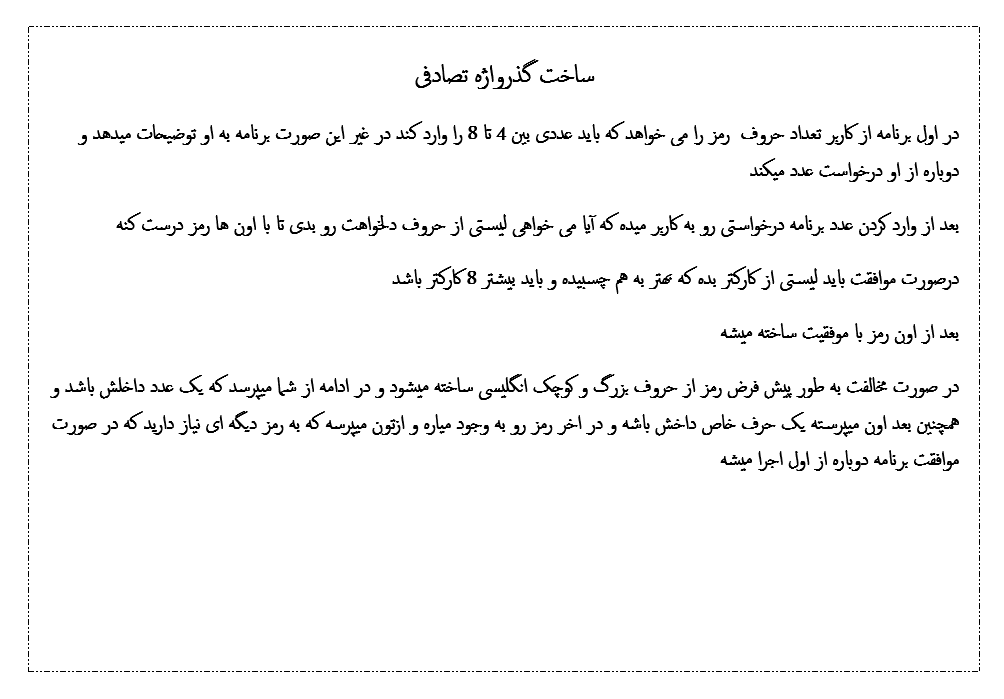 ساخت گذرواژه تصادفی
در اول برنامه از کاربر تعداد حروف رمز را می خواهد که باید عددی بین 4 تا 8 را وارد کند در غیر این صورت برنامه به او توضیحات میدهد و
دوباره از او درخواست عدد میکند
بعد از وارد کردن عدد برنامه درخواستی رو به کاربر میده که آیا می خواهی لیستی از حروف دلخواهت رو بدی تا با اون ها رمز درست کنه
درصورت موافقت باید لیستی از کارکتر بده که بهتر به هم چسبیده و باید بیشتر 8 کارکتر باشد
بعد از اون رمز با موفقیت ساخته میشه
در صورت مخالفت به طور پیش فرض رمز از حروف بزرگ و کوچک انگلیسی ساخته میشود و در ادامه از شما میپرسد که یک عدد داخلش باشد و
همچنین بعد اون میپرسته یک حرف خاص داخش باشه و در اخر رمز رو به وجود میاره و ازتون میپرسه که به رمز دیگه ای نیاز دارید که در صورت
موافقت برنامه دوباره از اول اجرا میشه